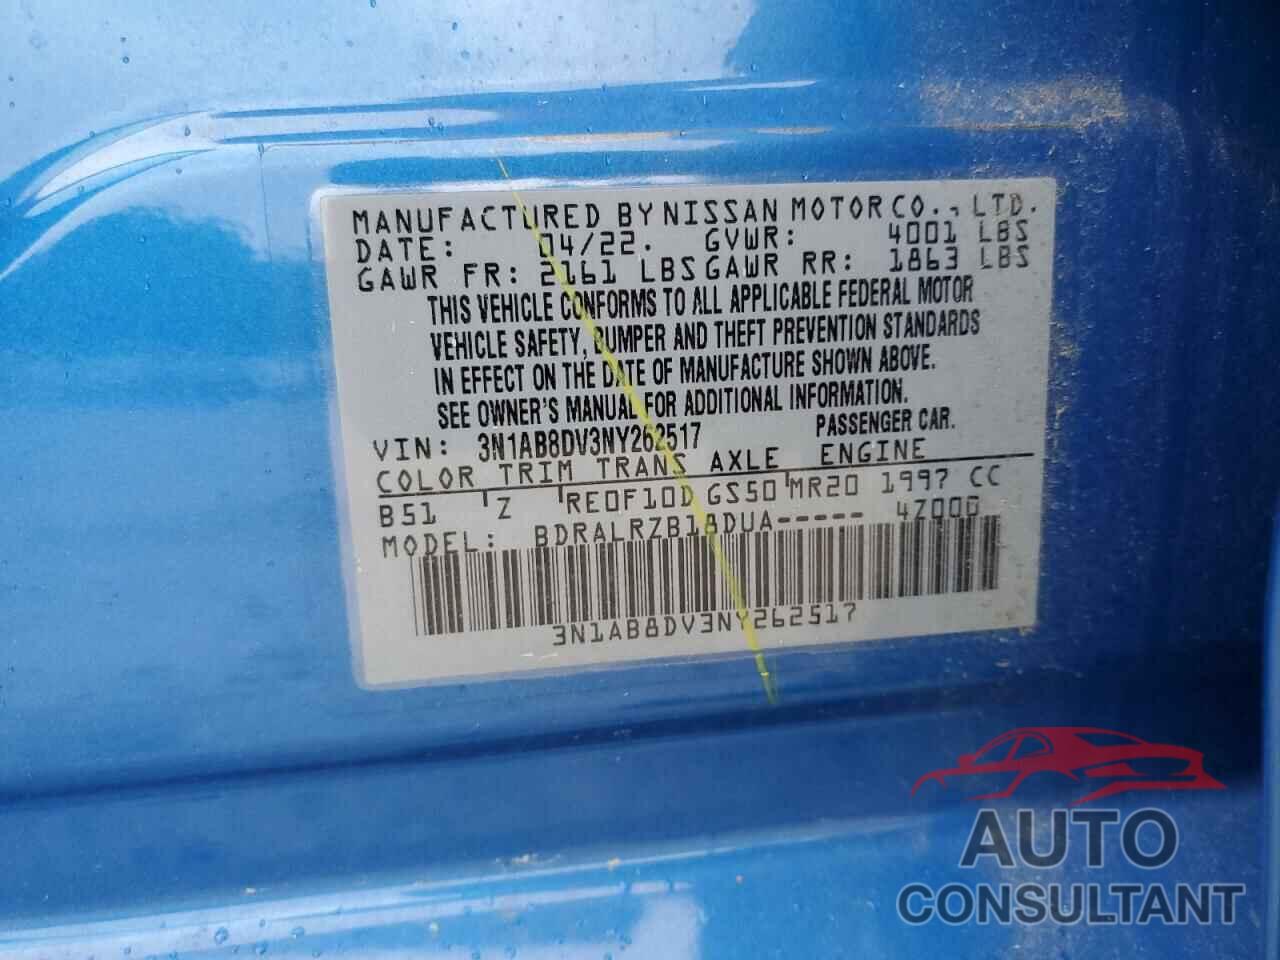 MANUFACTURED BY NISSAN MOTOR CO., LTD.
DATE: 04/22. GVWR: 4001 LBS
GAWR FR: 2161 LBS GAWR RR: 1863 LBS
THIS VEHICLE CONFORMS TO ALL APPLICABLE FEDERAL MOTOR
VEHICLE SAFETY, BUMPER AND THEFT PREVENTION STANDARDS
IN EFFECT ON THE DATE OF MANUFACTURE SHOWN ABOVE.
SEE OWNER'S MANUAL FOR ADDITIONAL INFORMATION.
VIN: 3N1AB8DV3NY262517 PASSENGER CAR.
COLOR TRIM TRANS AXLE ENGINE
B51 Z RE0F10D GS50 MR20 1997 CC
MODEL: BDRALRZB18DUA----- 4Z000
3N1AB8DV3NY262517
AUTO
CONSULTANT